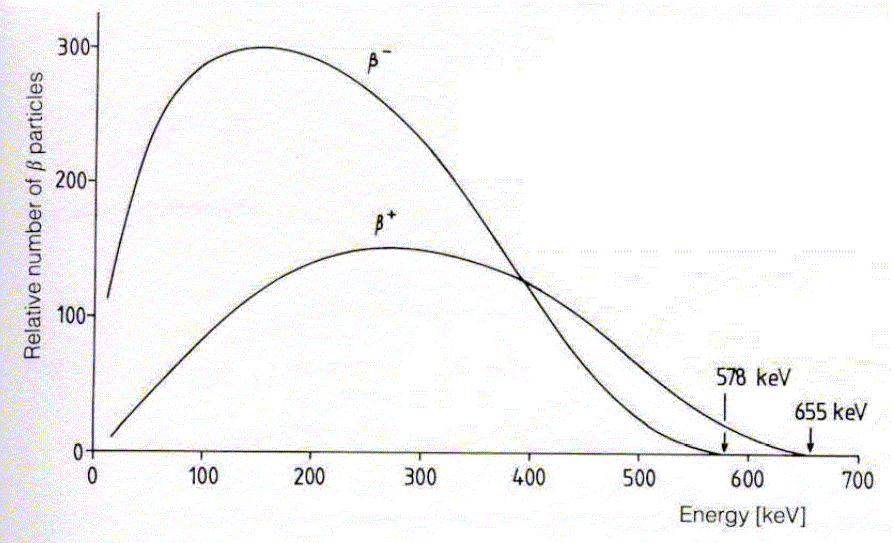 Relative number of β particles
300
200
100
0
β⁻
β⁺
578 keV
655 keV
0 100 200 300 400 500 600 700
Energy [keV]